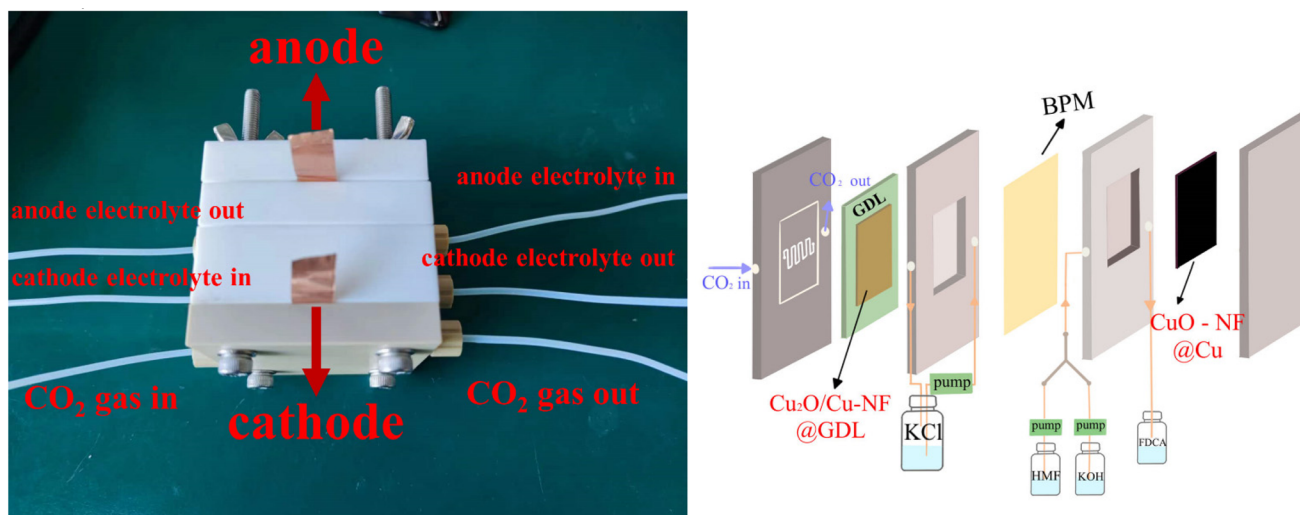 anode
anode electrolyte in
anode electrolyte out
cathode electrolyte in
cathode electrolyte out
CO₂ gas in
CO₂ gas out
cathode
BPM
CO₂ out
GDL
CO₂ in
CuO - NF
@Cu
Cu₂O/Cu-NF
@GDL
pump
KCl
pump
pump
HMF
KOH
FDCA